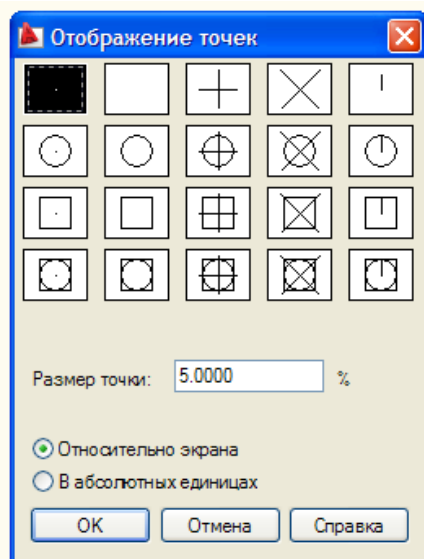 Отображение точек
Размер точки: 5.0000 %
Относительно экрана
В абсолютных единицах
OK Отмена Справка